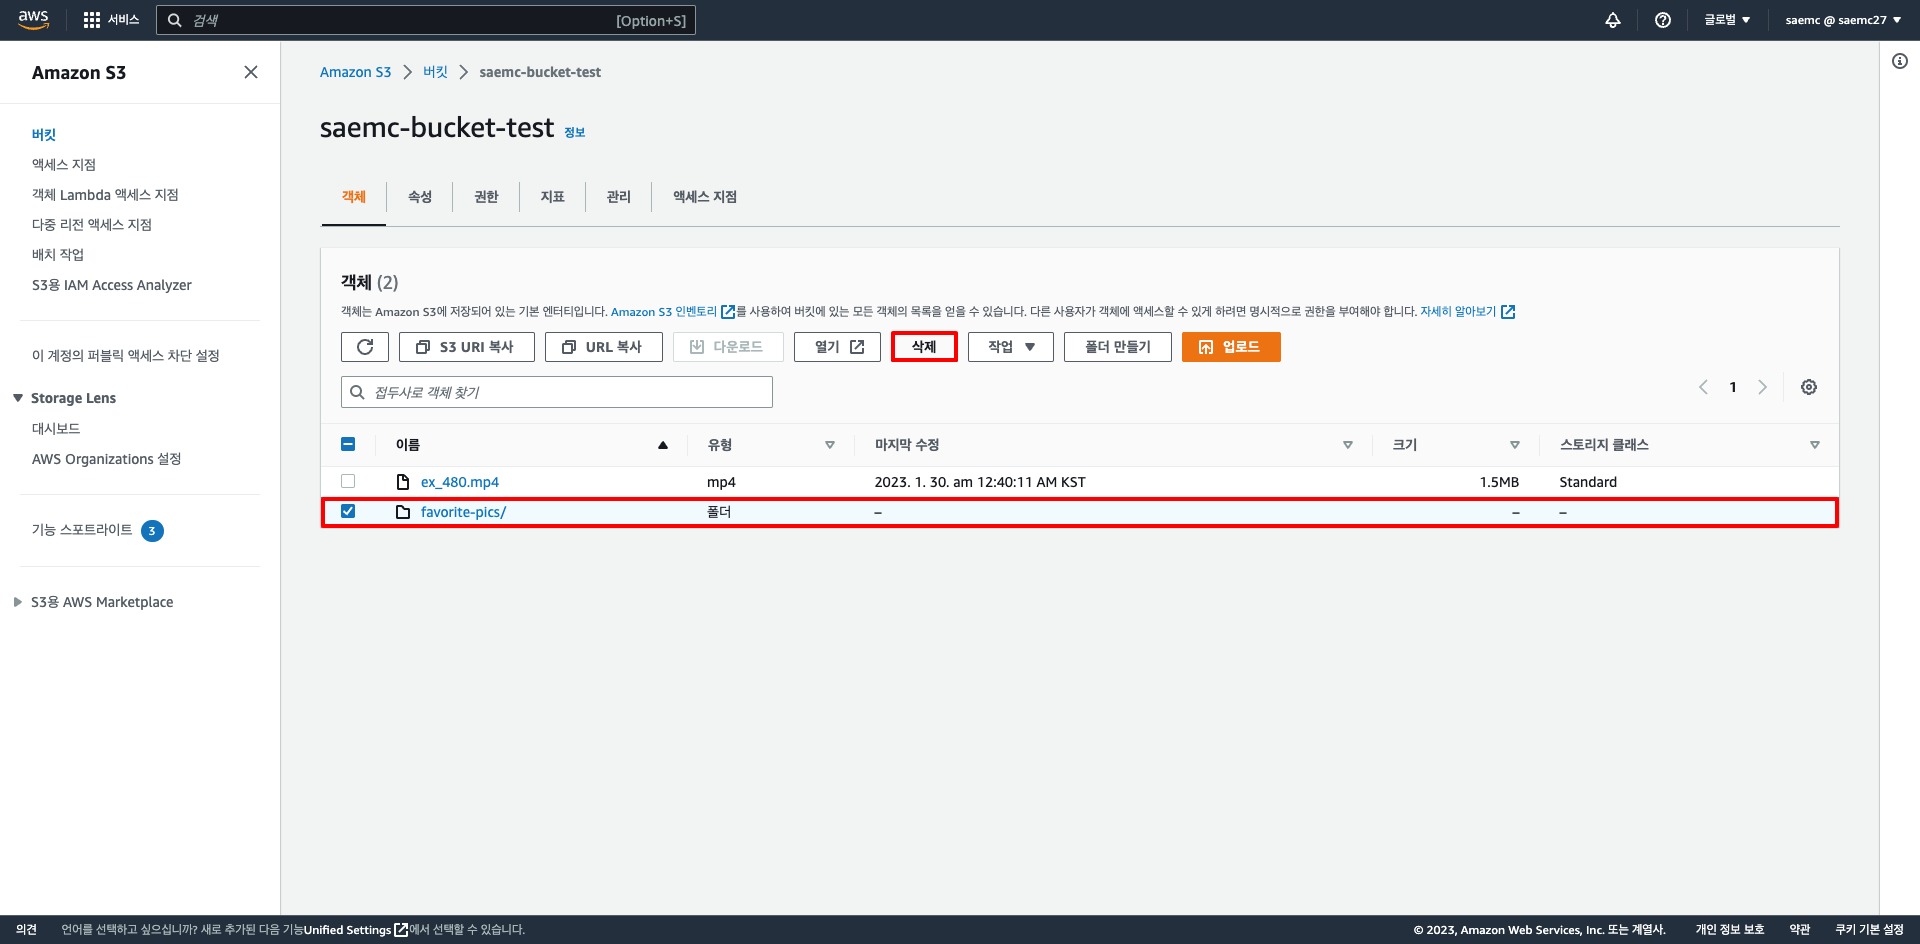 aws 서비스 검색 [Option+S] 글로벌 saemc @ saemc27
Amazon S3
버킷
액세스 지점
객체 Lambda 액세스 지점
다중 리전 액세스 지점
배치 작업
S3용 IAM Access Analyzer
이 계정의 퍼블릭 액세스 차단 설정
Storage Lens
대시보드
AWS Organizations 설정
기능 스포트라이트 3
S3용 AWS Marketplace
Amazon S3 버킷 saemc-bucket-test
saemc-bucket-test 정보
객체 속성 권한 지표 관리 액세스 지점
객체 (2)
객체는 Amazon S3에 저장되어 있는 기본 엔터티입니다. Amazon S3 인벤토리를 사용하여 버킷에 있는 모든 객체의 목록을 얻을 수 있습니다. 다른 사용자가 객체에 액세스할 수 있게 하려면 명시적으로 권한을 부여해야 합니다. 자세히 알아보기
S3 URI 복사 URL 복사 다운로드 열기 삭제 작업 폴더 만들기 업로드
접두사로 객체 찾기 1
이름 유형 마지막 수정 크기 스토리지 클래스
ex_480.mp4 mp4 2023. 1. 30. am 12:40:11 AM KST 1.5MB Standard
favorite-pics/ 폴더 – – –
의견 언어를 선택하고 싶으십니까? 새로 추가된 다음 기능Unified Settings에서 선택할 수 있습니다. © 2023, Amazon Web Services, Inc. 또는 계열사. 개인 정보 보호 약관 쿠키 기본 설정